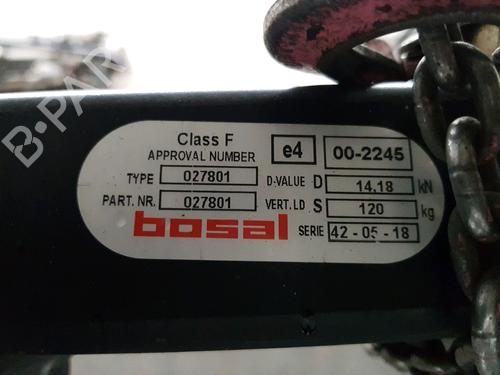 B-PARTS
Class F
APPROVAL NUMBER e4 00-2245
TYPE 027801 D-VALUE D 14.18 kN
PART. NR. 027801 VERT.LD S 120 kg
bosal SERIE 42-05-18